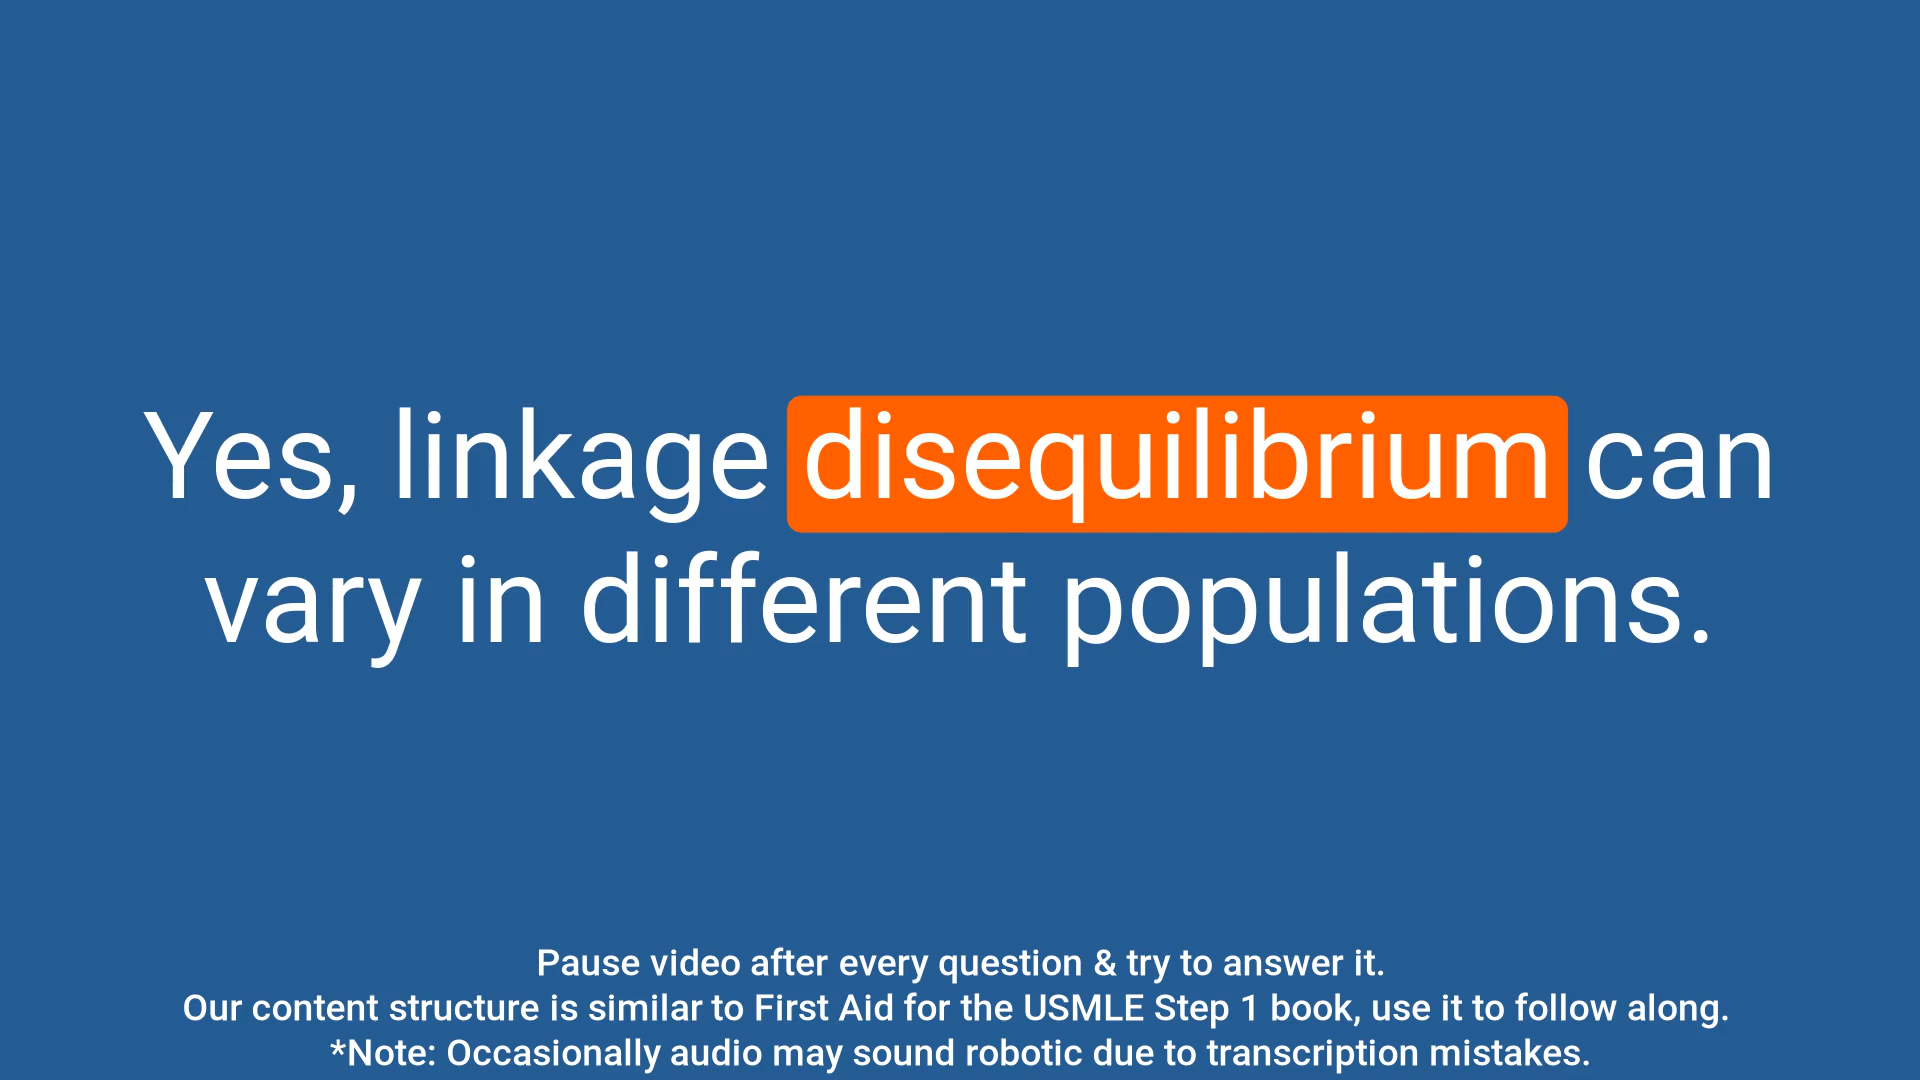 Yes, linkage disequilibrium can
vary in different populations.
Pause video after every question & try to answer it.
Our content structure is similar to First Aid for the USMLE Step 1 book, use it to follow along.
*Note: Occasionally audio may sound robotic due to transcription mistakes.